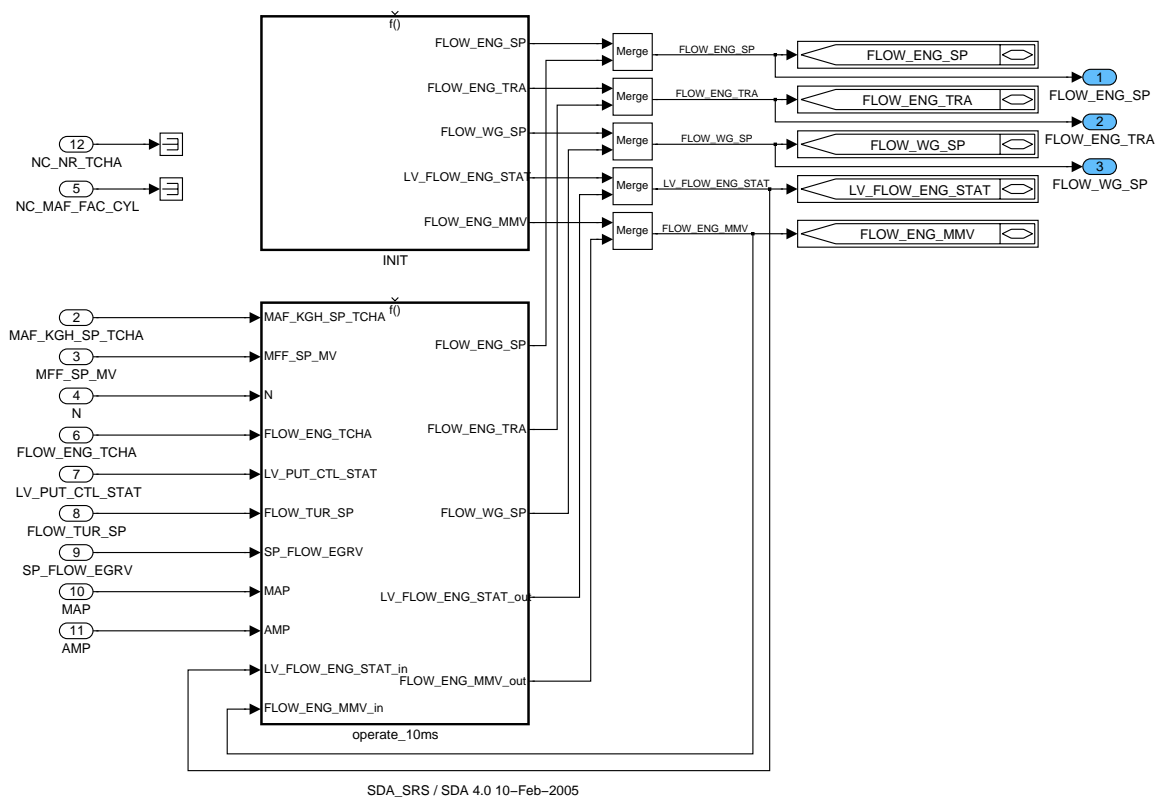 f()
FLOW_ENG_SP
FLOW_ENG_TRA
FLOW_WG_SP
LV_FLOW_ENG_STAT
FLOW_ENG_MMV
INIT
12
NC_NR_TCHA
5
NC_MAF_FAC_CYL
Merge
Merge
Merge
Merge
Merge
FLOW_ENG_SP
FLOW_ENG_TRA
FLOW_WG_SP
LV_FLOW_ENG_STAT
FLOW_ENG_MMV
FLOW_ENG_SP
FLOW_ENG_TRA
FLOW_WG_SP
LV_FLOW_ENG_STAT
FLOW_ENG_MMV
1
FLOW_ENG_SP
2
FLOW_ENG_TRA
3
FLOW_WG_SP
2
MAF_KGH_SP_TCHA
3
MFF_SP_MV
4
N
6
FLOW_ENG_TCHA
7
LV_PUT_CTL_STAT
8
FLOW_TUR_SP
9
SP_FLOW_EGRV
10
MAP
11
AMP
f()
MAF_KGH_SP_TCHA
MFF_SP_MV
N
FLOW_ENG_TCHA
LV_PUT_CTL_STAT
FLOW_TUR_SP
SP_FLOW_EGRV
MAP
AMP
LV_FLOW_ENG_STAT_in
FLOW_ENG_MMV_in
FLOW_ENG_SP
FLOW_ENG_TRA
FLOW_WG_SP
LV_FLOW_ENG_STAT_out
FLOW_ENG_MMV_out
operate_10ms
SDA_SRS / SDA 4.0 10–Feb–2005